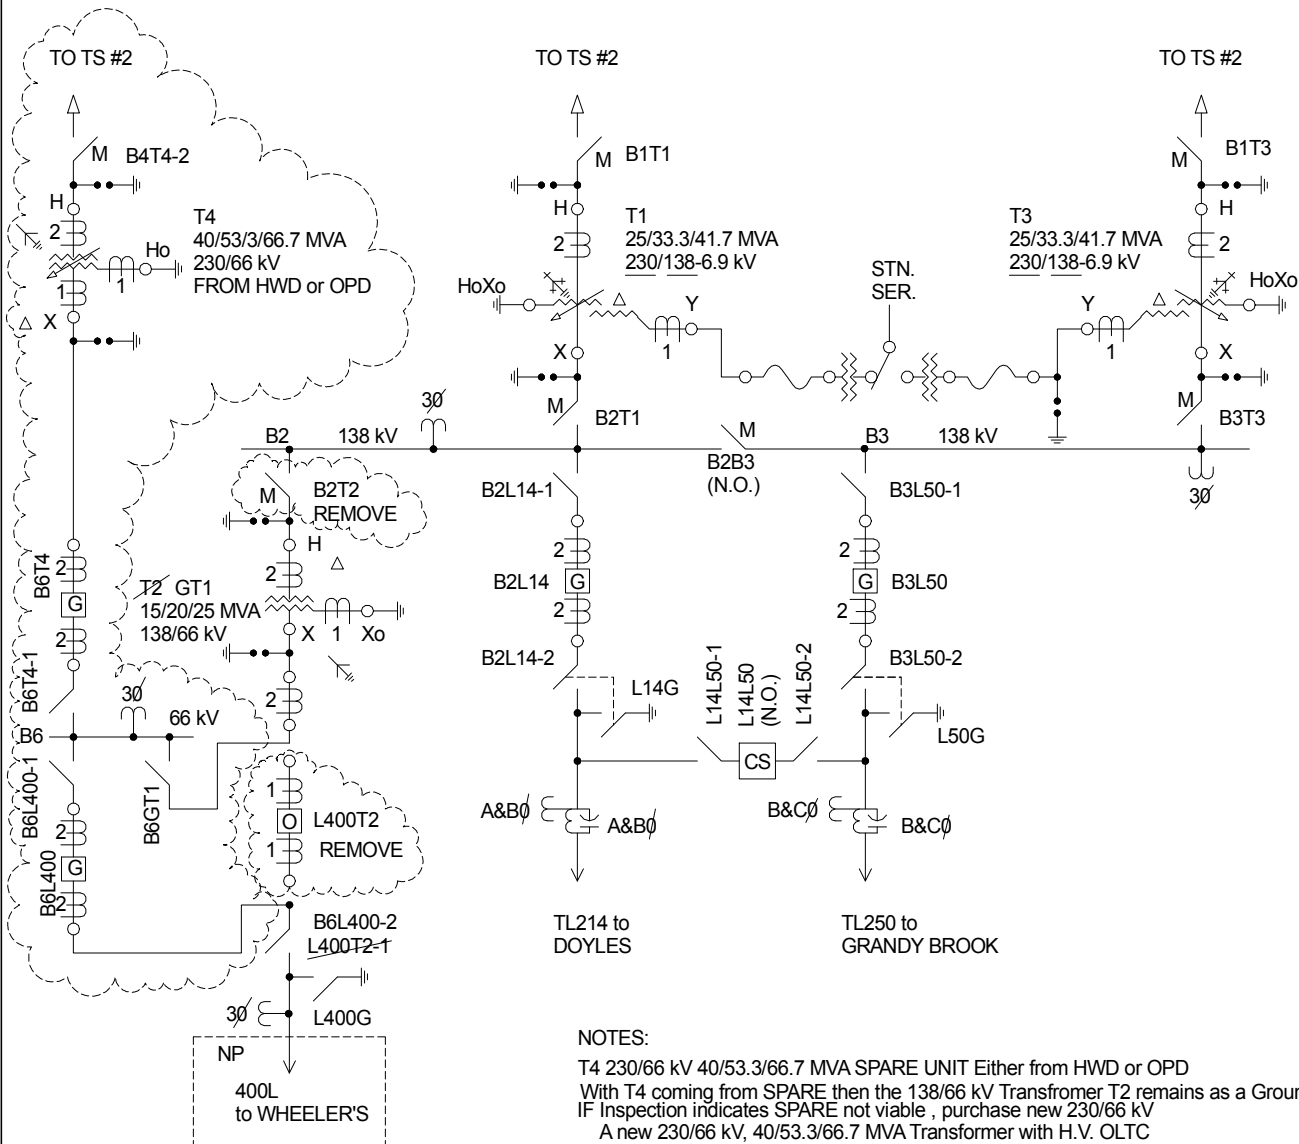 TO TS #2
TO TS #2
TO TS #2
M
B4T4-2
M
B1T1
M
B1T3
H
H
H
2
T4
40/53/3/66.7 MVA
230/66 kV
FROM HWD or OPD
Ho
1
1
Δ
X
2
T1
25/33.3/41.7 MVA
230/138-6.9 kV
HoXo
Δ
Y
1
X
STN.
SER.
T3
25/33.3/41.7 MVA
230/138-6.9 kV
2
HoXo
Y
Δ
1
X
M
B2T1
M
B3T3
30
B2
138 kV
M
B2B3
(N.O.)
B3
138 kV
30
M
B2T2
REMOVE
B2L14-1
B3L50-1
H
Δ
2
B6T4
2
G
2
T2 GT1
15/20/25 MVA
138/66 kV
X
1
Xo
2
B2L14
G
2
2
G
B3L50
2
B6T4-1
2
B2L14-2
B3L50-2
L14G
L14L50-1
L14L50
(N.O.)
L14L50-2
L50G
CS
30
66 kV
B6
B6L400-1
B6GT1
2
G
B6L400
2
1
O
L400T2
1
REMOVE
A&B0
A&B0
B&C0
B&C0
B6L400-2
L400T2-1
TL214 to
DOYLES
TL250 to
GRANDY BROOK
30
L400G
NP
400L
to WHEELER'S
NOTES:
T4 230/66 kV 40/53.3/66.7 MVA SPARE UNIT Either from HWD or OPD
With T4 coming from SPARE then the 138/66 kV Transfromer T2 remains as a Groun
IF Inspection indicates SPARE not viable , purchase new 230/66 kV
A new 230/66 kV, 40/53.3/66.7 MVA Transformer with H.V. OLTC